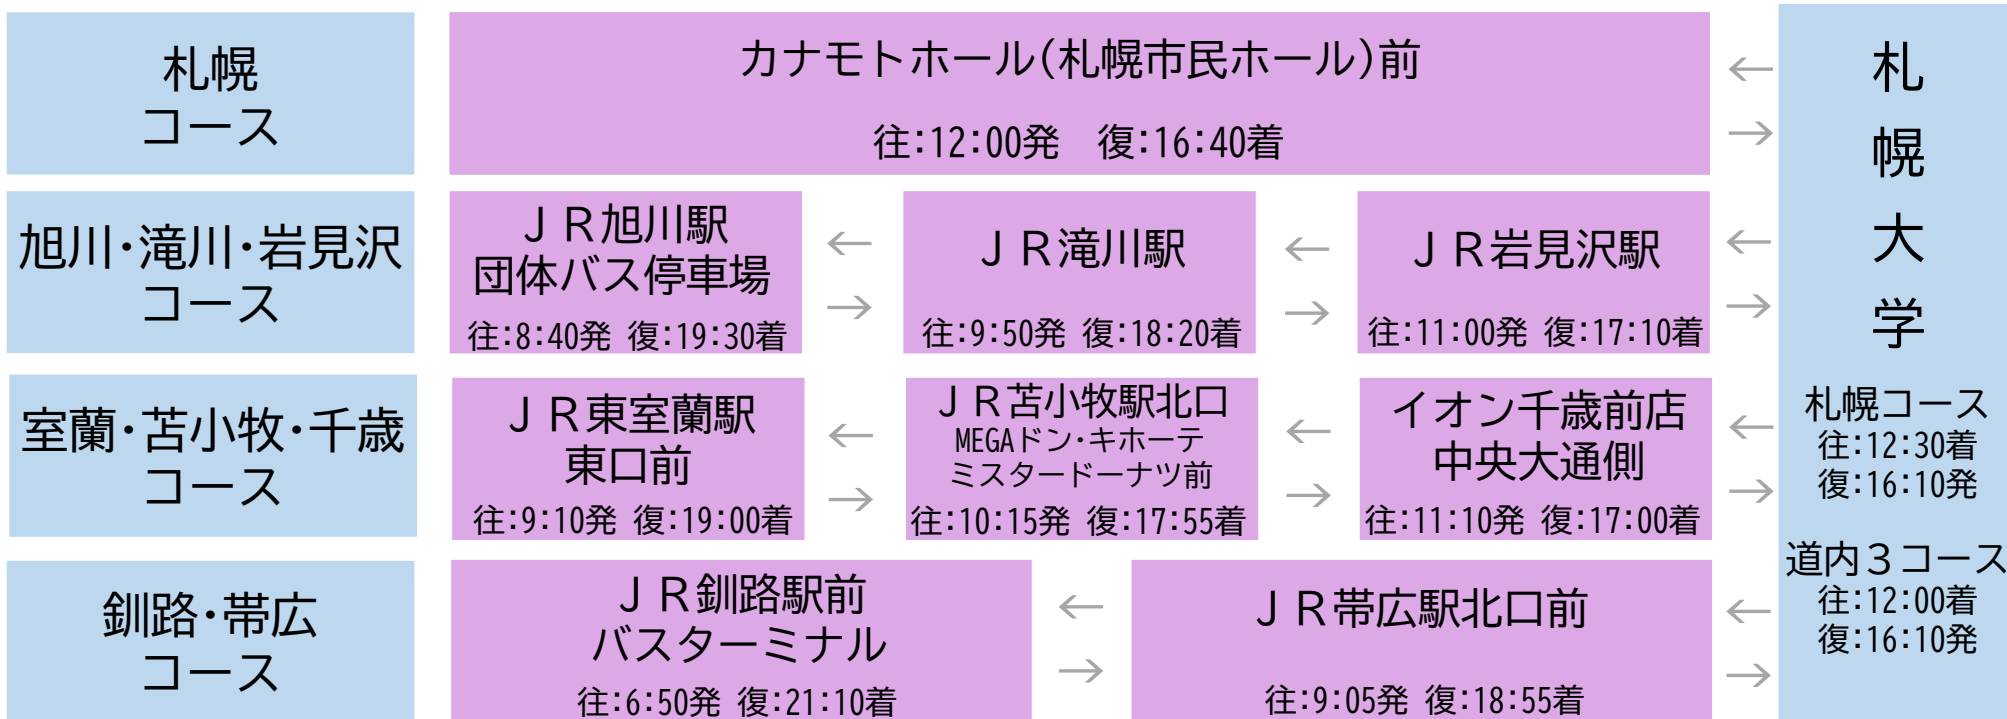 札幌
コース
カナモトホール(札幌市民ホール)前
往:12:00発　復:16:40着
旭川・滝川・岩見沢
コース
ＪＲ旭川駅
団体バス停車場
往:8:40発 復:19:30着
ＪＲ滝川駅
往:9:50発 復:18:20着
ＪＲ岩見沢駅
往:11:00発 復:17:10着
室蘭・苫小牧・千歳
コース
ＪＲ東室蘭駅
東口前
往:9:10発 復:19:00着
ＪＲ苫小牧駅北口
MEGAドン・キホーテ
ミスタードーナツ前
往:10:15発 復:17:55着
イオン千歳前店
中央大通側
往:11:10発 復:17:00着
釧路・帯広
コース
ＪＲ釧路駅前
バスターミナル
往:6:50発 復:21:10着
ＪＲ帯広駅北口前
往:9:05発 復:18:55着
札幌大学
札幌コース
往:12:30着
復:16:10発
道内３コース
往:12:00着
復:16:10発